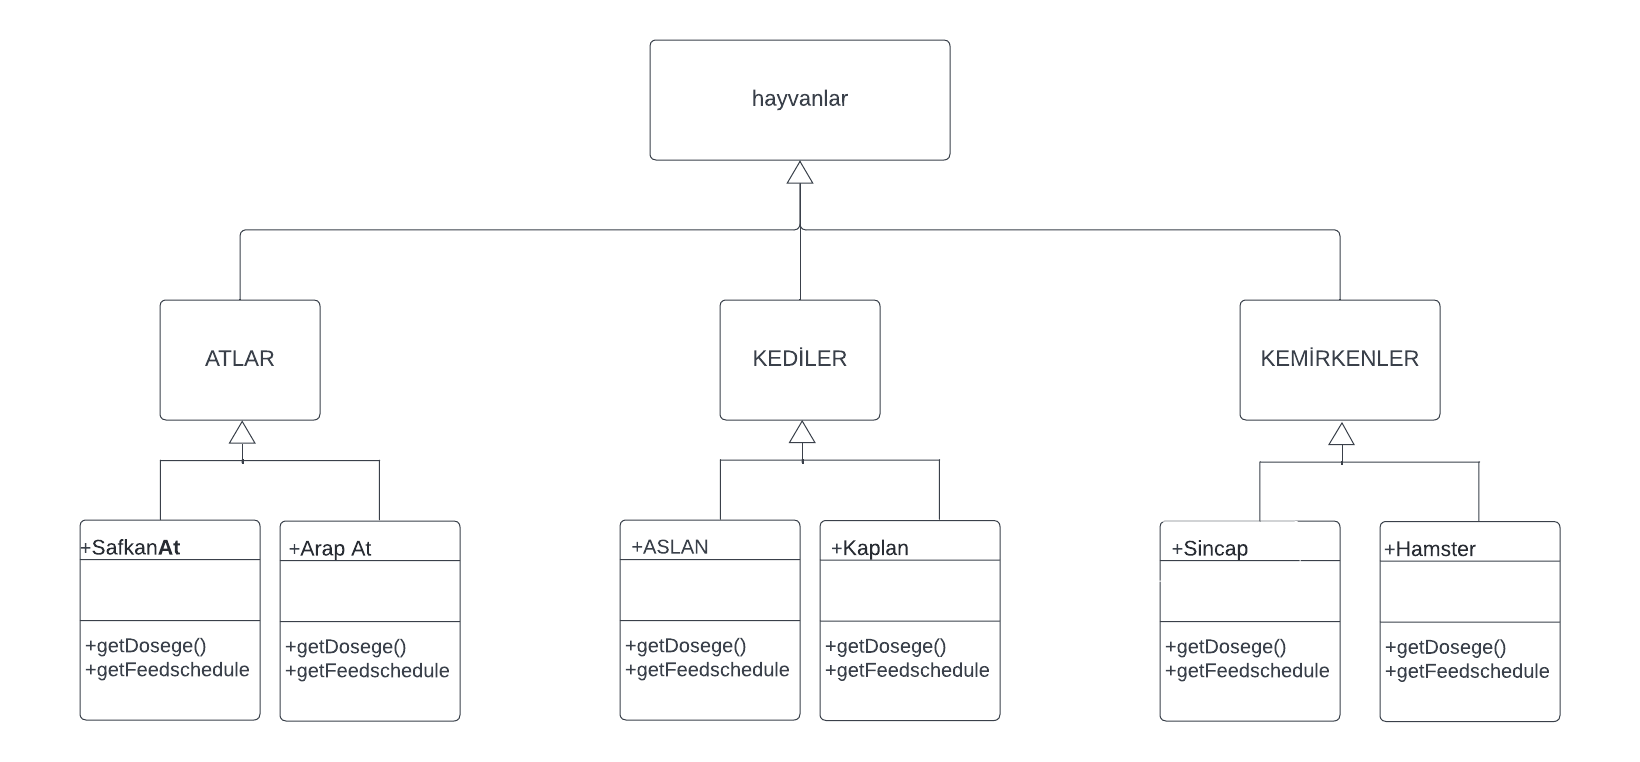 hayvanlar
ATLAR
KEDİLER
KEMİRKENLER
+SafkanAt
+getDosege()
+getFeedschedule
+Arap At
+getDosege()
+getFeedschedule
+ASLAN
+getDosege()
+getFeedschedule
+Kaplan
+getDosege()
+getFeedschedule
+Sincap
+getDosege()
+getFeedschedule
+Hamster
+getDosege()
+getFeedschedule